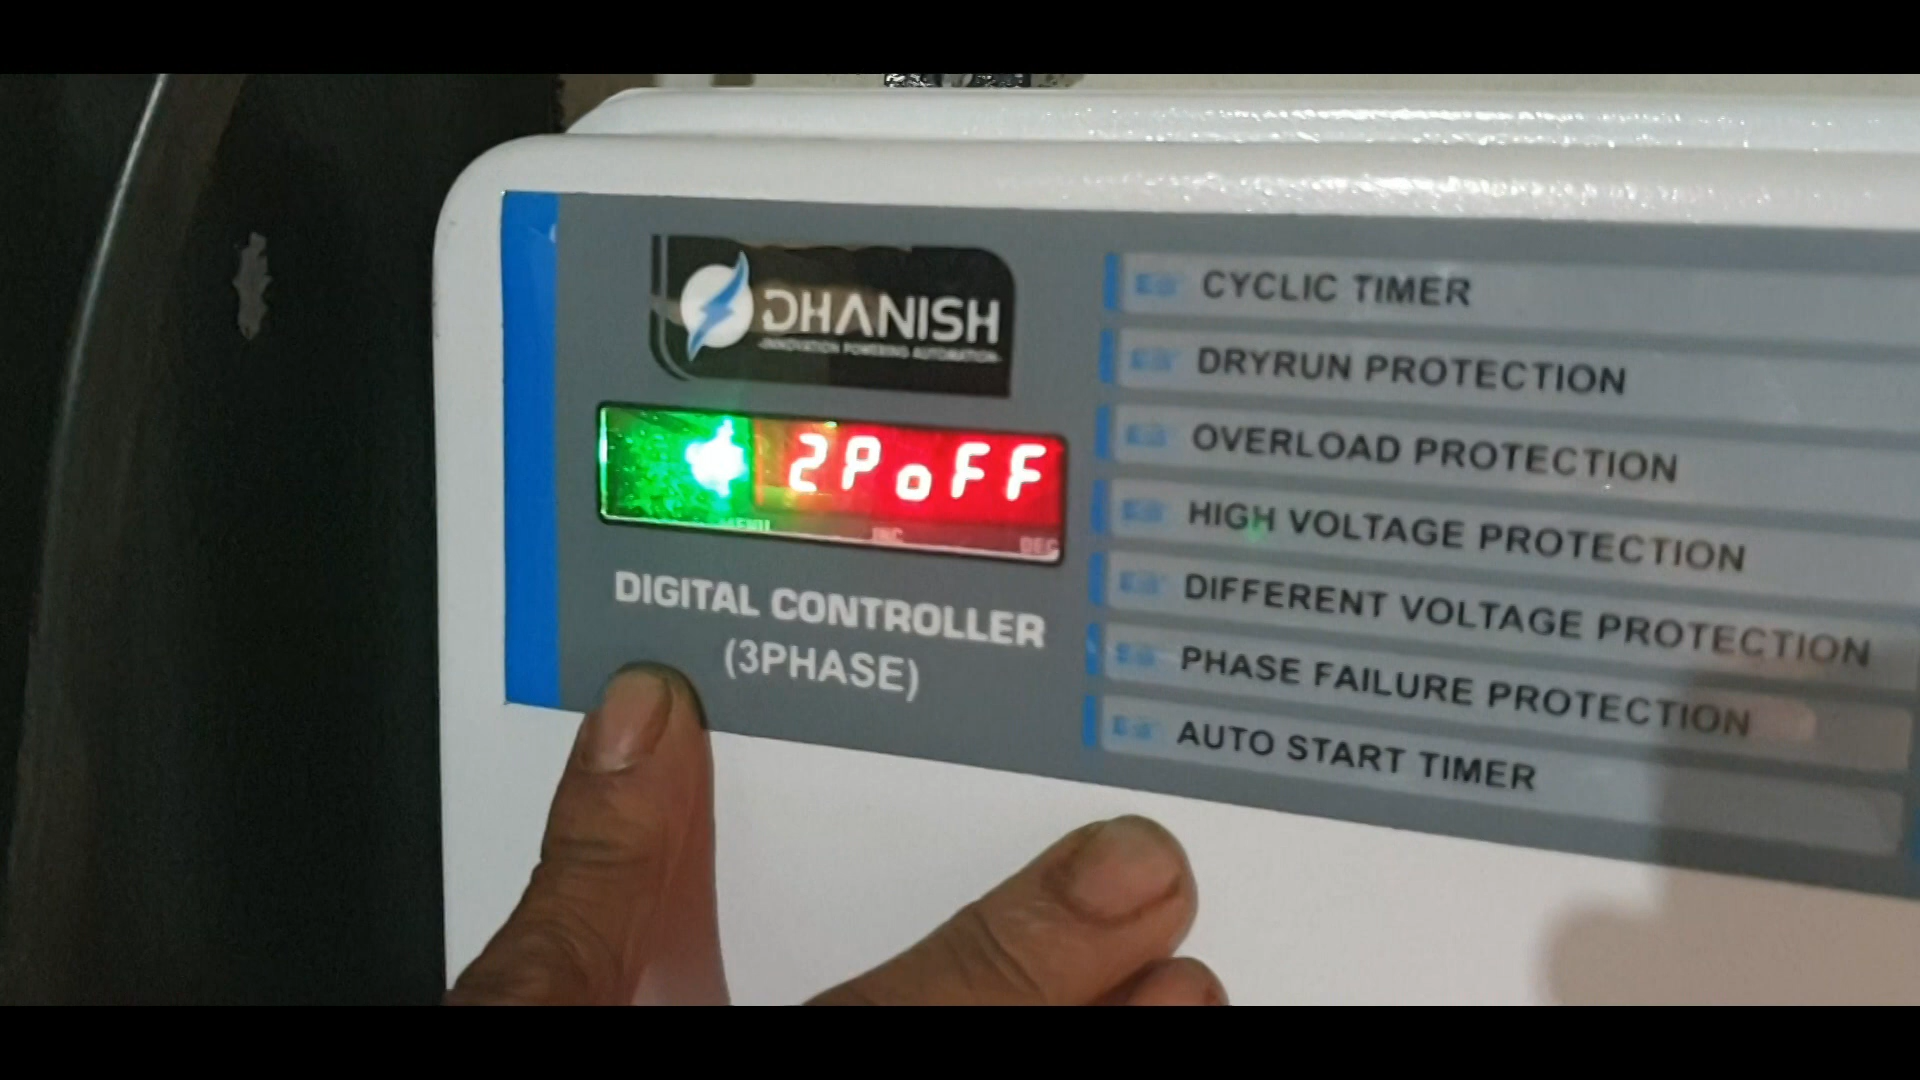 DHANISH
INNOVATION POWERING AUTOMATION
2PoFF
MENU INC DEC
DIGITAL CONTROLLER
(3PHASE)
CYCLIC TIMER
DRYRUN PROTECTION
OVERLOAD PROTECTION
HIGH VOLTAGE PROTECTION
DIFFERENT VOLTAGE PROTECTION
PHASE FAILURE PROTECTION
AUTO START TIMER